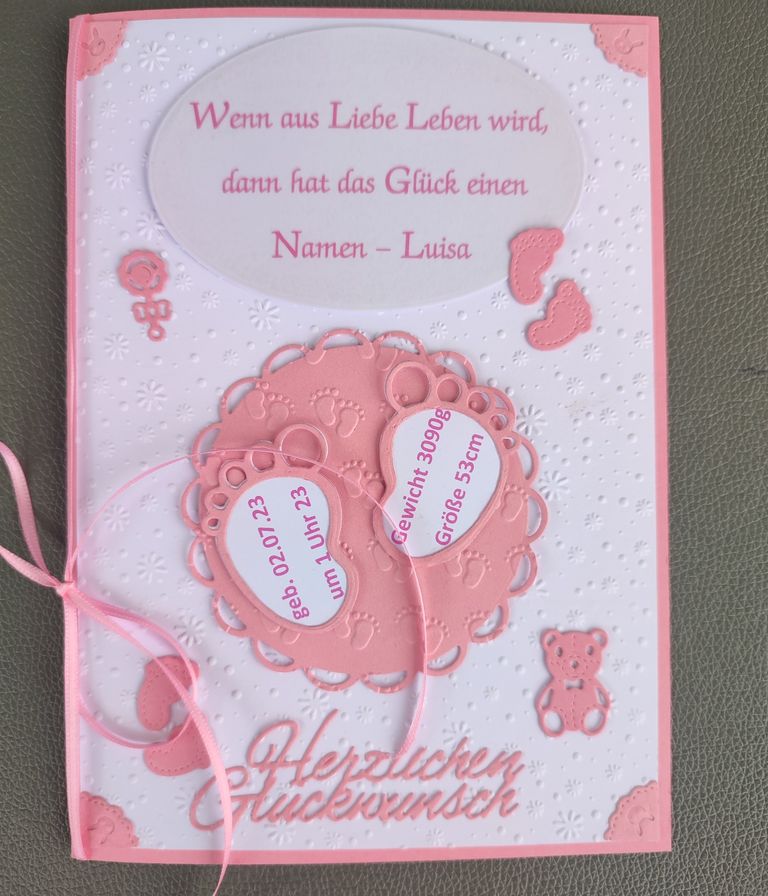 Wenn aus Liebe Leben wird,
dann hat das Glück einen
Namen – Luisa
geb. 02.07.23
um 1 Uhr 23
Gewicht 3090g
Größe 53cm
Herzlichen
Glückwunsch